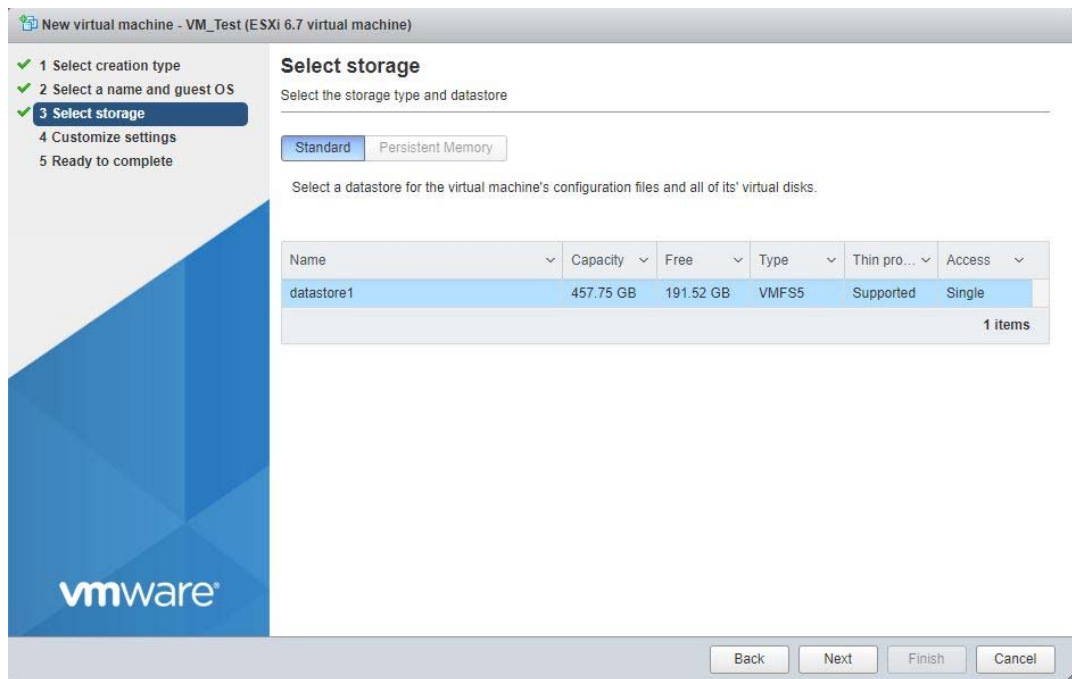 New virtual machine - VM_Test (ESXi 6.7 virtual machine)
1 Select creation type
2 Select a name and guest OS
3 Select storage
4 Customize settings
5 Ready to complete
Select storage
Select the storage type and datastore
Standard Persistent Memory
Select a datastore for the virtual machine's configuration files and all of its' virtual disks.
Name Capacity Free Type Thin pro... Access
datastore1 457.75 GB 191.52 GB VMFS5 Supported Single
1 items
vmware®
Back Next Finish Cancel